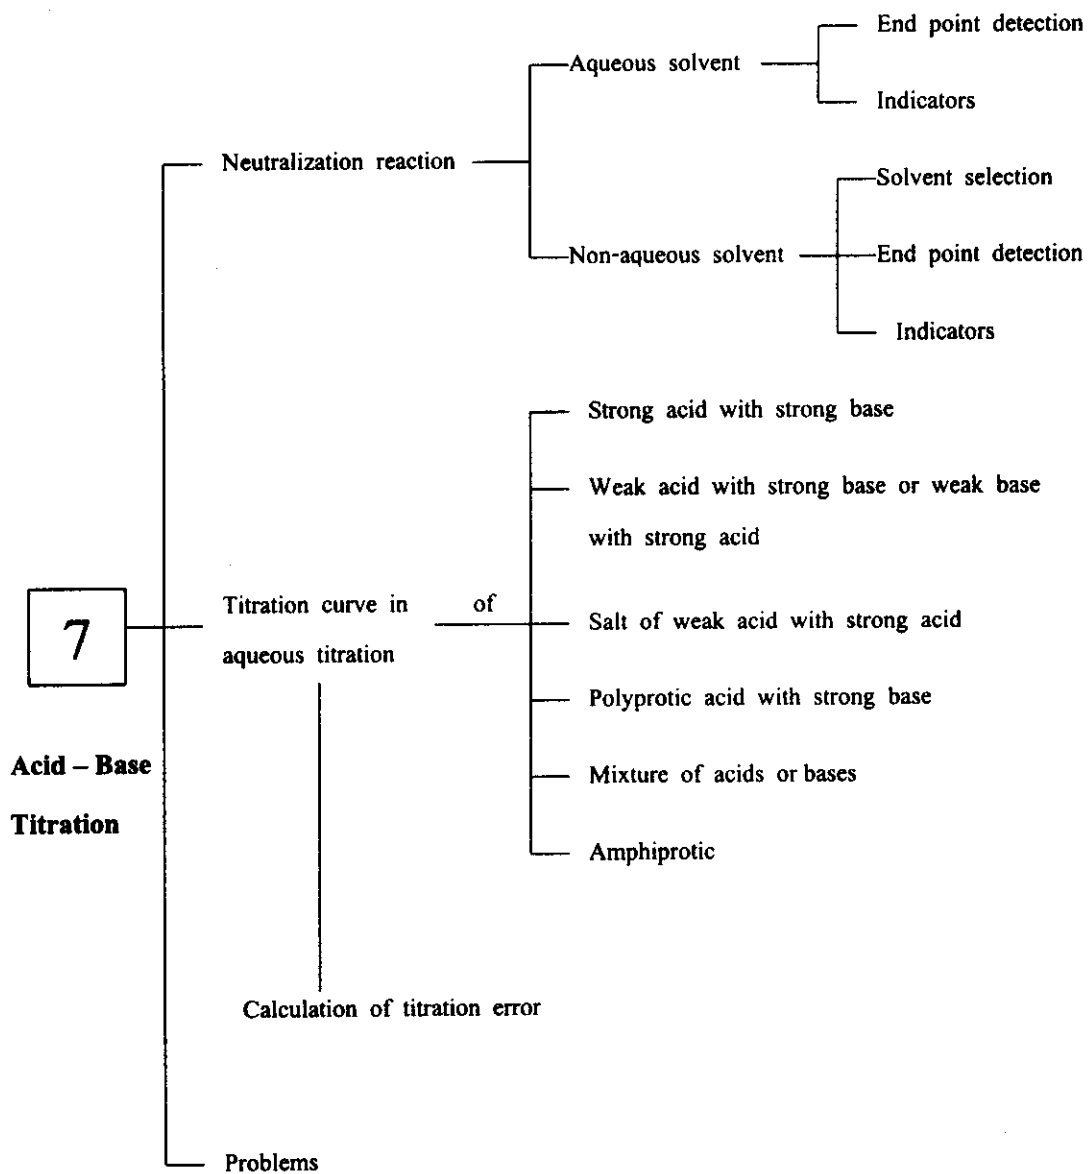 End point detection
Aqueous solvent
Indicators
Neutralization reaction
Solvent selection
Non-aqueous solvent
End point detection
Indicators
Strong acid with strong base
Weak acid with strong base or weak base
with strong acid
7
Titration curve in of
aqueous titration
Salt of weak acid with strong acid
Polyprotic acid with strong base
Acid – Base
Titration
Mixture of acids or bases
Amphiprotic
Calculation of titration error
Problems